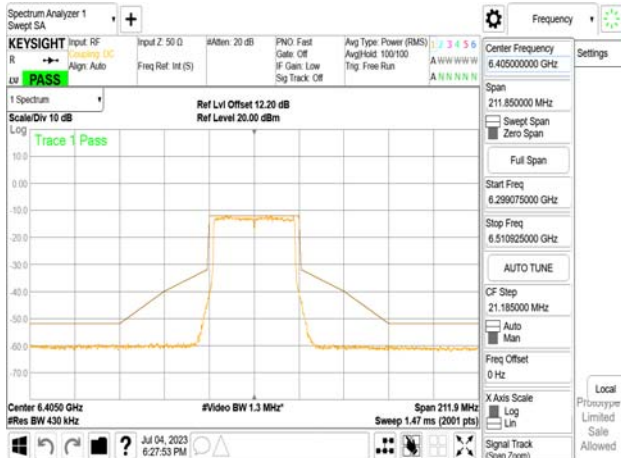 Spectrum Analyzer 1
Swept SA
+
Frequency
KEYSIGHT
Input: RF
Coupling: DC
Align: Auto
Input Z: 50 Ω
Freq Ref: Int (S)
#Atten: 20 dB
PNO: Fast
Gate: Off
IF Gain: Low
Sig Track: Off
Avg Type: Power (RMS)
Avg|Hold: 100/100
Trig: Free Run
1 2 3 4 5 6
A W W W W W
A N N N N N
R
LU
PASS
1 Spectrum
Scale/Div 10 dB
Ref Lvl Offset 12.20 dB
Ref Level 20.00 dBm
Log
Trace 1 Pass
10.0
0.00
-10.0
-20.0
-30.0
-40.0
-50.0
-60.0
-70.0
Center 6.4050 GHz
#Res BW 430 kHz
#Video BW 1.3 MHz*
Span 211.9 MHz
Sweep 1.47 ms (2001 pts)
?
Jul 04, 2023
6:27:53 PM
Center Frequency
6.405000000 GHz
Settings
Span
211.850000 MHz
Swept Span
Zero Span
Full Span
Start Freq
6.299075000 GHz
Stop Freq
6.510925000 GHz
AUTO TUNE
CF Step
21.185000 MHz
Auto
Man
Freq Offset
0 Hz
X Axis Scale
Log
Lin
Signal Track
(Span Zoom)
Local
Prototype
Limited
Sale
Allowed